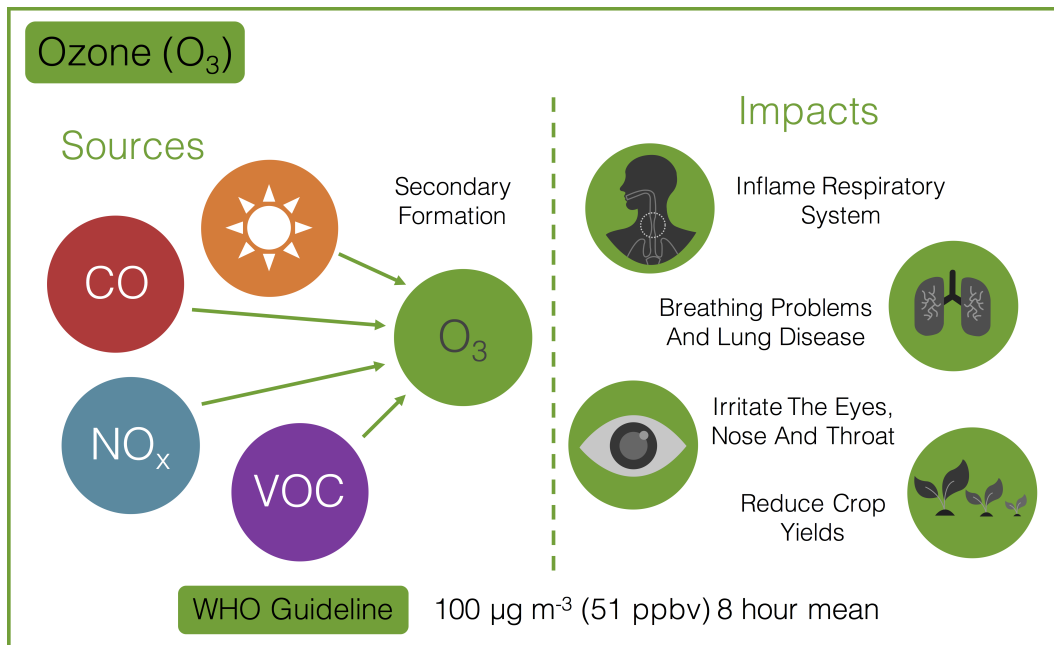 Ozone (O₃)
Sources
Secondary
Formation
CO
O₃
NOₓ
VOC
Impacts
Inflame Respiratory
System
Breathing Problems
And Lung Disease
Irritate The Eyes,
Nose And Throat
Reduce Crop
Yields
WHO Guideline
100 µg m⁻³ (51 ppbv) 8 hour mean